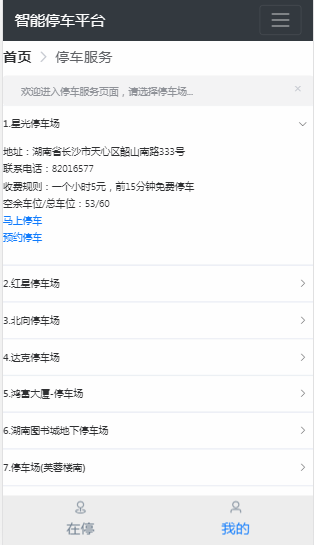 智能停车平台
首页 > 停车服务
欢迎进入停车服务页面，请选择停车场... ×
1.星光停车场
地址：湖南省长沙市天心区韶山南路333号
联系电话：82016577
收费规则：一个小时5元，前15分钟免费停车
空余车位/总车位：53/60
马上停车
预约停车
2.红星停车场
3.北向停车场
4.达克停车场
5.鸿富大厦-停车场
6.湖南图书城地下停车场
7.停车场(芙蓉楼南)
在停 我的